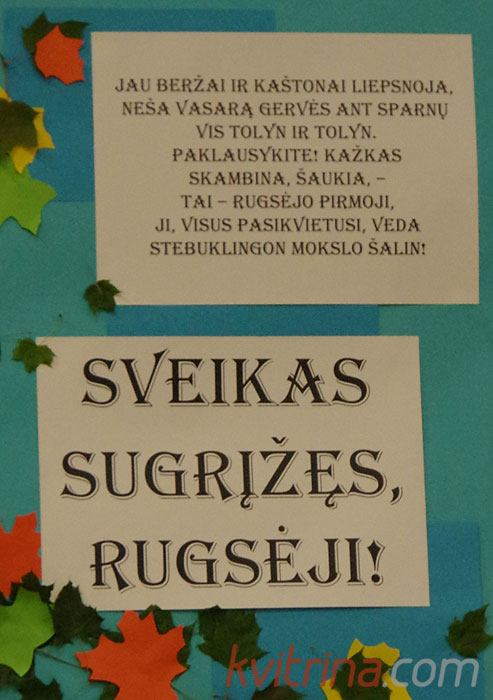 JAU BERŽAI IR KAŠTONAI LIEPSNOJA,
NEŠA VASARĄ GERVĖS ANT SPARNŲ
VIS TOLYN IR TOLYN.
PAKLAUSYKITE! KAŽKAS
SKAMBINA, ŠAUKIA, –
TAI – RUGSĖJO PIRMOJI,
JI, VISUS PASIKVIETUSI, VEDA
STEBUKLINGON MOKSLO ŠALIN!
SVEIKAS
SUGRĮŽĘS,
RUGSĖJI!
kvitrina.com